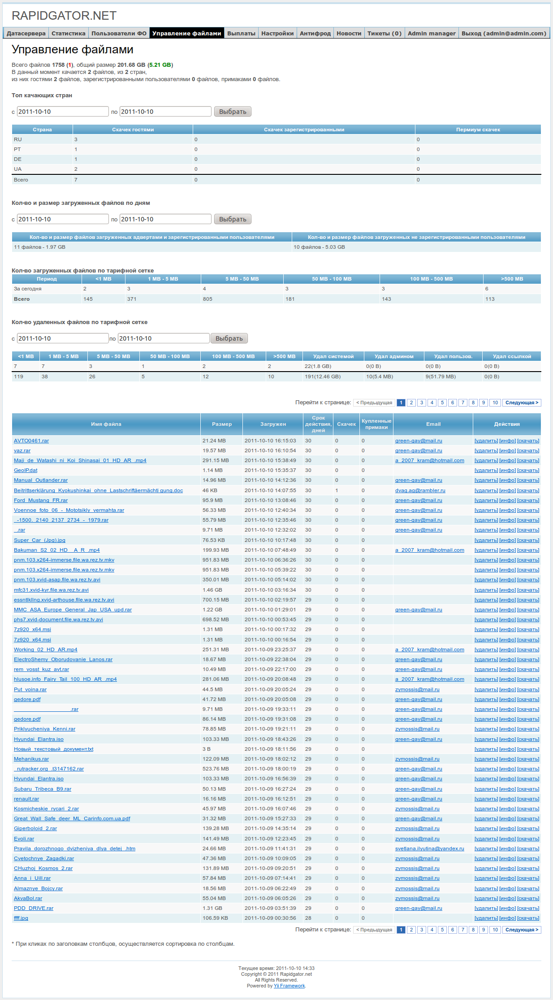 RAPIDGATOR.NET
Датасервера Статистика Пользователи ФО Управление файлами Выплаты Настройки Антифрод Новости Тикеты (0) Admin manager Выход (admin@admin.com)
Управление файлами
Всего файлов 1758 (1), общий размер 201.68 GB (5.21 GB)
В данный момент качается 2 файлов, из 2 стран,
из них гостями 2 файлов, зарегистрированными пользователями 0 файлов, примаками 0 файлов.
Топ качающих стран
с 2011-10-10 по 2011-10-10 Выбрать
Страна Скачек гостями Скачек зарегистрированными Пермиум скачек
RU 3 0 0
PT 1 0 0
DE 1 0 0
UA 2 0 0
Всего 7 0 0
Кол-во и размер загруженных файлов по дням
с 2011-10-10 по 2011-10-10 Выбрать
Кол-во и размер файлов загруженных адвертами и зарегистрированными пользователями Кол-во и размер файлов загруженных не зарегистрированными пользователями
11 файлов - 1.97 GB 10 файлов - 5.03 GB
Кол-во загруженных файлов по тарифной сетке
Период <1 MB 1 MB - 5 MB 5 MB - 50 MB 50 MB - 100 MB 100 MB - 500 MB >500 MB
За сегодня 2 3 4 3 3 6
Всего 145 371 805 181 143 113
Кол-во удаленных файлов по тарифной сетке
с 2011-10-10 по 2011-10-10 Выбрать
<1 MB 1 MB - 5 MB 5 MB - 50 MB 50 MB - 100 MB 100 MB - 500 MB >500 MB Удал системой Удал админом Удал пользов. Удал ссылкой
7 7 3 1 2 2 22(1.8 GB) 0(0 B) 0(0 B) 0(0 B)
119 38 26 5 12 10 191(12.46 GB) 10(5.4 MB) 9(51.79 MB) 0(0 B)
Перейти к странице: < Предыдущая 1 2 3 4 5 6 7 8 9 10 Следующая >
Имя файла Размер Загружен Срок действия, дней Скачек Купленные примаки Email Действия
AVTO0461.rar 21.24 MB 2011-10-10 16:15:03 30 0 0 green-gay@mail.ru [удалить] [инфо] [скачать]
vaz.rar 19.57 MB 2011-10-10 16:10:54 30 0 0 green-gay@mail.ru [удалить] [инфо] [скачать]
Maji_de_Watashi_ni_Koi_Shinasai_01_HD_AR_.mp4 291.15 MB 2011-10-10 15:38:49 30 0 0 a_2007_kram@hotmail.com [удалить] [инфо] [скачать]
GeoIP.dat 1.14 MB 2011-10-10 15:35:37 30 0 0 [удалить] [инфо] [скачать]
Manual_Outlander.rar 14.96 MB 2011-10-10 14:12:36 30 0 0 green-gay@mail.ru [удалить] [инфо] [скачать]
Beitrittserklärung_Kyokushinkai_ohne_Lastschriftäermächti gung.doc 46 KB 2011-10-10 14:07:55 30 1 0 dvag.ag@rambler.ru [удалить] [инфо] [скачать]
Ford_Mustang_FR.rar 95.9 MB 2011-10-10 13:08:46 30 0 0 green-gay@mail.ru [удалить] [инфо] [скачать]
Voennoe_foto_06_-_Mototsikly_vermahta.rar 56.33 MB 2011-10-10 12:40:34 30 0 0 green-gay@mail.ru [удалить] [инфо] [скачать]
_-1500,_2140_2137_2734_-_1979.rar 55.79 MB 2011-10-10 12:35:46 30 0 0 green-gay@mail.ru [удалить] [инфо] [скачать]
_.rar 9.71 MB 2011-10-10 12:32:02 30 0 0 green-gay@mail.ru [удалить] [инфо] [скачать]
Super_Car_(Jpg).jpg 76.53 KB 2011-10-10 10:17:48 30 0 0 [удалить] [инфо] [скачать]
Bakuman_S2_02_HD__A_R_.mp4 199.93 MB 2011-10-10 07:48:49 30 0 0 a_2007_kram@hotmail.com [удалить] [инфо] [скачать]
pnm.103.x264-immerse.file.wa.rez.tv.mkv 951.83 MB 2011-10-10 06:36:26 30 0 0 [удалить] [инфо] [скачать]
pnm.103.x264-immerse.file.wa.rez.tv.mkv 951.83 MB 2011-10-10 05:39:22 30 0 0 [удалить] [инфо] [скачать]
pnm.103.xvid-asap.file.wa.rez.tv.avi 350.01 MB 2011-10-10 05:14:02 30 0 0 [удалить] [инфо] [скачать]
mfc31.xvid-kyr.file.wa.rez.tv.avi 1.46 GB 2011-10-10 03:16:34 30 0 0 [удалить] [инфо] [скачать]
essntlkllng.xvid-arthouse.file.wa.rez.tv.avi 700.15 MB 2011-10-10 02:19:57 29 0 0 [удалить] [инфо] [скачать]
MMC_ASA_Europe_General_Jap_USA_upd.rar 1.22 GB 2011-10-10 01:29:01 29 0 0 green-gay@mail.ru [удалить] [инфо] [скачать]
phs7.xvid-document.file.wa.rez.tv.avi 698.52 MB 2011-10-10 00:53:45 29 0 0 [удалить] [инфо] [скачать]
7z920_x64.msi 1.31 MB 2011-10-10 00:17:32 29 0 0 [удалить] [инфо] [скачать]
7z920_x64.msi 1.31 MB 2011-10-10 00:16:54 29 0 0 [удалить] [инфо] [скачать]
Working_02_HD_AR.mp4 251.31 MB 2011-10-09 23:25:37 29 0 0 a_2007_kram@hotmail.com [удалить] [инфо] [скачать]
ElectroShemy_Oborudovanie_Lanos.rar 18.67 MB 2011-10-09 22:38:04 29 0 0 green-gay@mail.ru [удалить] [инфо] [скачать]
rem_vosst_kuz_avt.rar 10.49 MB 2011-10-09 22:17:00 29 0 0 green-gay@mail.ru [удалить] [инфо] [скачать]
hlusoe.info_Fairy_Tail_100_HD_AR_.mp4 281.06 MB 2011-10-09 20:08:48 29 0 0 a_2007_kram@hotmail.com [удалить] [инфо] [скачать]
Put_voina.rar 44.5 MB 2011-10-09 20:05:24 29 0 0 zymossis@mail.ru [удалить] [инфо] [скачать]
gedore.pdf 41.72 MB 2011-10-09 20:05:08 29 0 0 green-gay@mail.ru [удалить] [инфо] [скачать]
__________________.rar 9.71 MB 2011-10-09 19:33:11 29 0 0 green-gay@mail.ru [удалить] [инфо] [скачать]
gedore.pdf 86.14 MB 2011-10-09 19:31:08 29 0 0 green-gay@mail.ru [удалить] [инфо] [скачать]
Priklyucheniya_Kenni.rar 78.85 MB 2011-10-09 19:21:11 29 0 0 zymossis@mail.ru [удалить] [инфо] [скачать]
Hyundai_Elantra.iso 103.33 MB 2011-10-09 18:43:26 29 0 0 green-gay@mail.ru [удалить] [инфо] [скачать]
Новый_текстовый_документ.txt 3 B 2011-10-09 18:11:56 29 0 0 [удалить] [инфо] [скачать]
Mehanikus.rar 122.09 MB 2011-10-09 18:02:12 29 0 0 zymossis@mail.ru [удалить] [инфо] [скачать]
_rutracker.org_.t3147162.rar 523.76 MB 2011-10-09 18:00:19 29 0 0 green-gay@mail.ru [удалить] [инфо] [скачать]
Hyundai_Elantra.iso 103.33 MB 2011-10-09 16:56:39 29 0 0 green-gay@mail.ru [удалить] [инфо] [скачать]
Subaru_Tribeca_B9.rar 50.13 MB 2011-10-09 16:27:24 29 0 0 green-gay@mail.ru [удалить] [инфо] [скачать]
renault.rar 16.16 MB 2011-10-09 16:12:51 29 0 0 green-gay@mail.ru [удалить] [инфо] [скачать]
Kosmicheskie_rycari_2.rar 45.97 MB 2011-10-09 16:07:46 29 0 0 zymossis@mail.ru [удалить] [инфо] [скачать]
Great_Wall_Safe_deer_ML_Carinfo.com.ua.pdf 31.32 MB 2011-10-09 15:27:33 29 0 0 green-gay@mail.ru [удалить] [инфо] [скачать]
Giperboloid_2.rar 139.28 MB 2011-10-09 14:35:14 29 0 0 zymossis@mail.ru [удалить] [инфо] [скачать]
Evoli.rar 141.49 MB 2011-10-09 12:23:45 29 0 0 zymossis@mail.ru [удалить] [инфо] [скачать]
Pravila_dorozhnogo_dvizheniya_dlya_detej_.htm 24.66 MB 2011-10-09 11:41:31 29 0 0 svetlana.ilyutina@yandex.ru [удалить] [инфо] [скачать]
Cvetochnye_Zagadki.rar 47.36 MB 2011-10-09 10:09:05 29 0 0 zymossis@mail.ru [удалить] [инфо] [скачать]
CHuzhoj_Kosmos_2.rar 131.89 MB 2011-10-09 09:20:51 29 0 0 zymossis@mail.ru [удалить] [инфо] [скачать]
Anna_i_Uill.rar 57.84 MB 2011-10-09 07:14:41 29 0 0 zymossis@mail.ru [удалить] [инфо] [скачать]
Almaznye_Bojcy.rar 18.56 MB 2011-10-09 06:22:49 29 0 0 zymossis@mail.ru [удалить] [инфо] [скачать]
AkvaBol.rar 55.04 MB 2011-10-09 06:05:26 29 0 0 zymossis@mail.ru [удалить] [инфо] [скачать]
PDD_DRIVE.rar 1.31 GB 2011-10-09 03:51:39 29 0 0 green-gay@mail.ru [удалить] [инфо] [скачать]
ffff.jpg 106.59 KB 2011-10-09 00:30:56 28 0 0 [удалить] [инфо] [скачать]
Перейти к странице: < Предыдущая 1 2 3 4 5 6 7 8 9 10 Следующая >
* При кликах по заголовкам столбцов, осуществляется сортировка по столбцам.
Текущее время: 2011-10-10 14:33
Copyright © 2011 Rapidgator.net
All Rights Reserved.
Powered by Yii Framework.